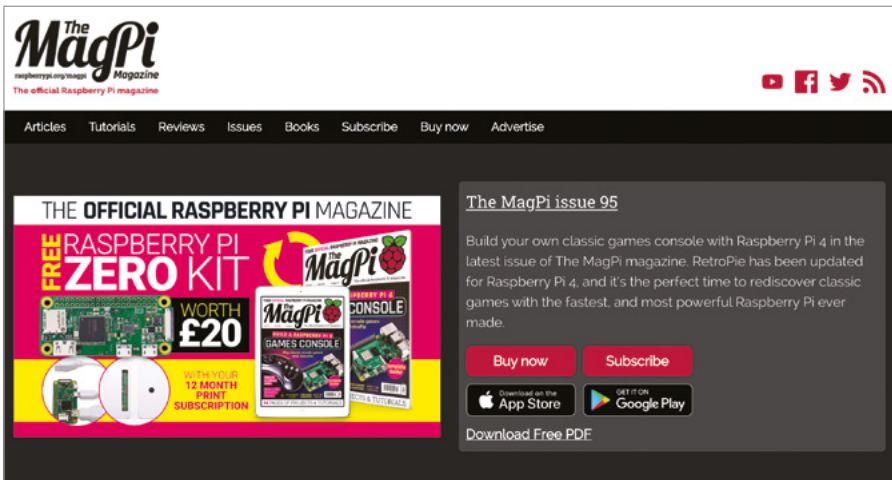 The
MagPi
raspberrypi.org/magpi Magazine
The official Raspberry Pi magazine
Articles Tutorials Reviews Issues Books Subscribe Buy now Advertise
THE OFFICIAL RASPBERRY PI MAGAZINE
FREE
RASPBERRY PI
ZERO KIT
WORTH
£20
WITH YOUR
12 MONTH
PRINT
SUBSCRIPTION
The
MagPi
CONSOLE
The
MagPi
BUILD A RASPBERRY PI 4
GAMES CONSOLE
The MagPi issue 95
Build your own classic games console with Raspberry Pi 4 in the
latest issue of The MagPi magazine. RetroPie has been updated
for Raspberry Pi 4, and it's the perfect time to rediscover classic
games with the fastest, and most powerful Raspberry Pi ever
made.
Buy now Subscribe
Download on the
App Store
GET IT ON
Google Play
Download Free PDF